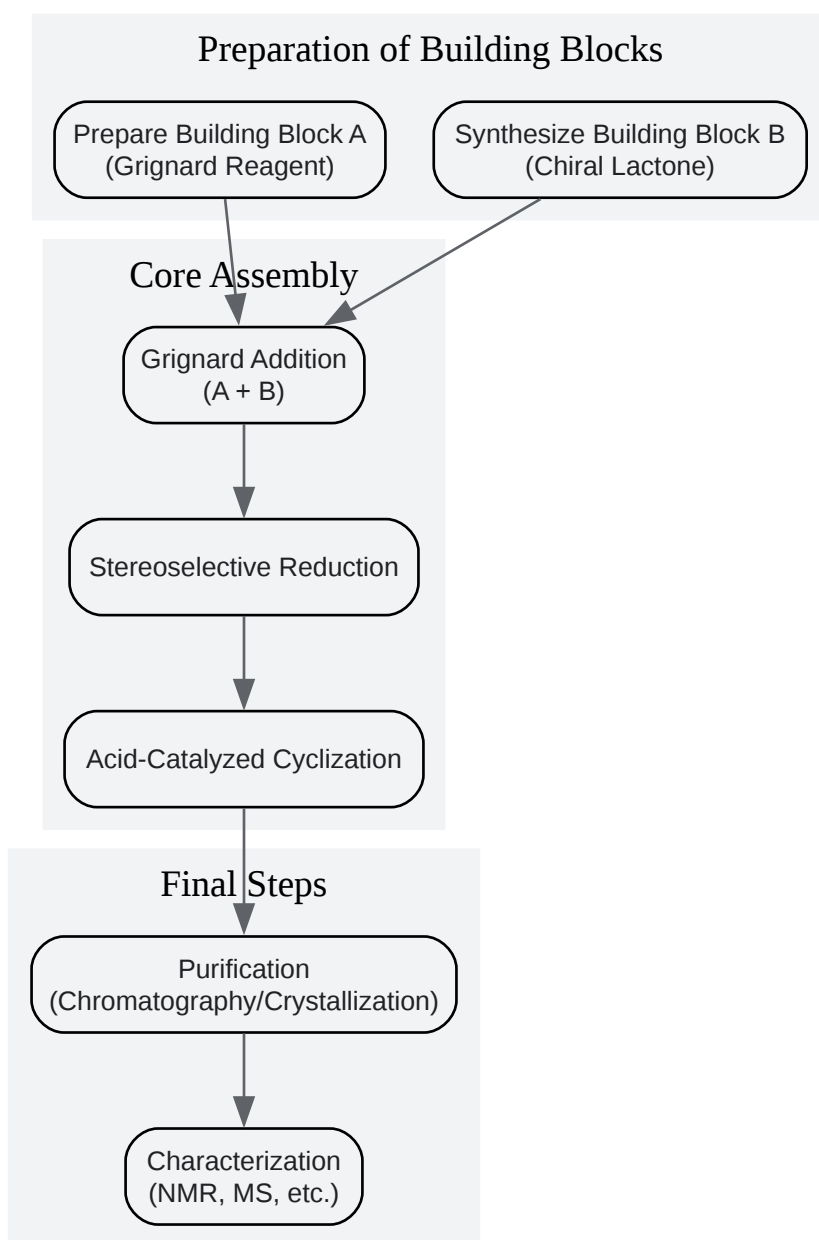 Preparation of Building Blocks
Prepare Building Block A
(Grignard Reagent)
Synthesize Building Block B
(Chiral Lactone)
Core Assembly
Grignard Addition
(A + B)
Stereoselective Reduction
Acid-Catalyzed Cyclization
Final Steps
Purification
(Chromatography/Crystallization)
Characterization
(NMR, MS, etc.)